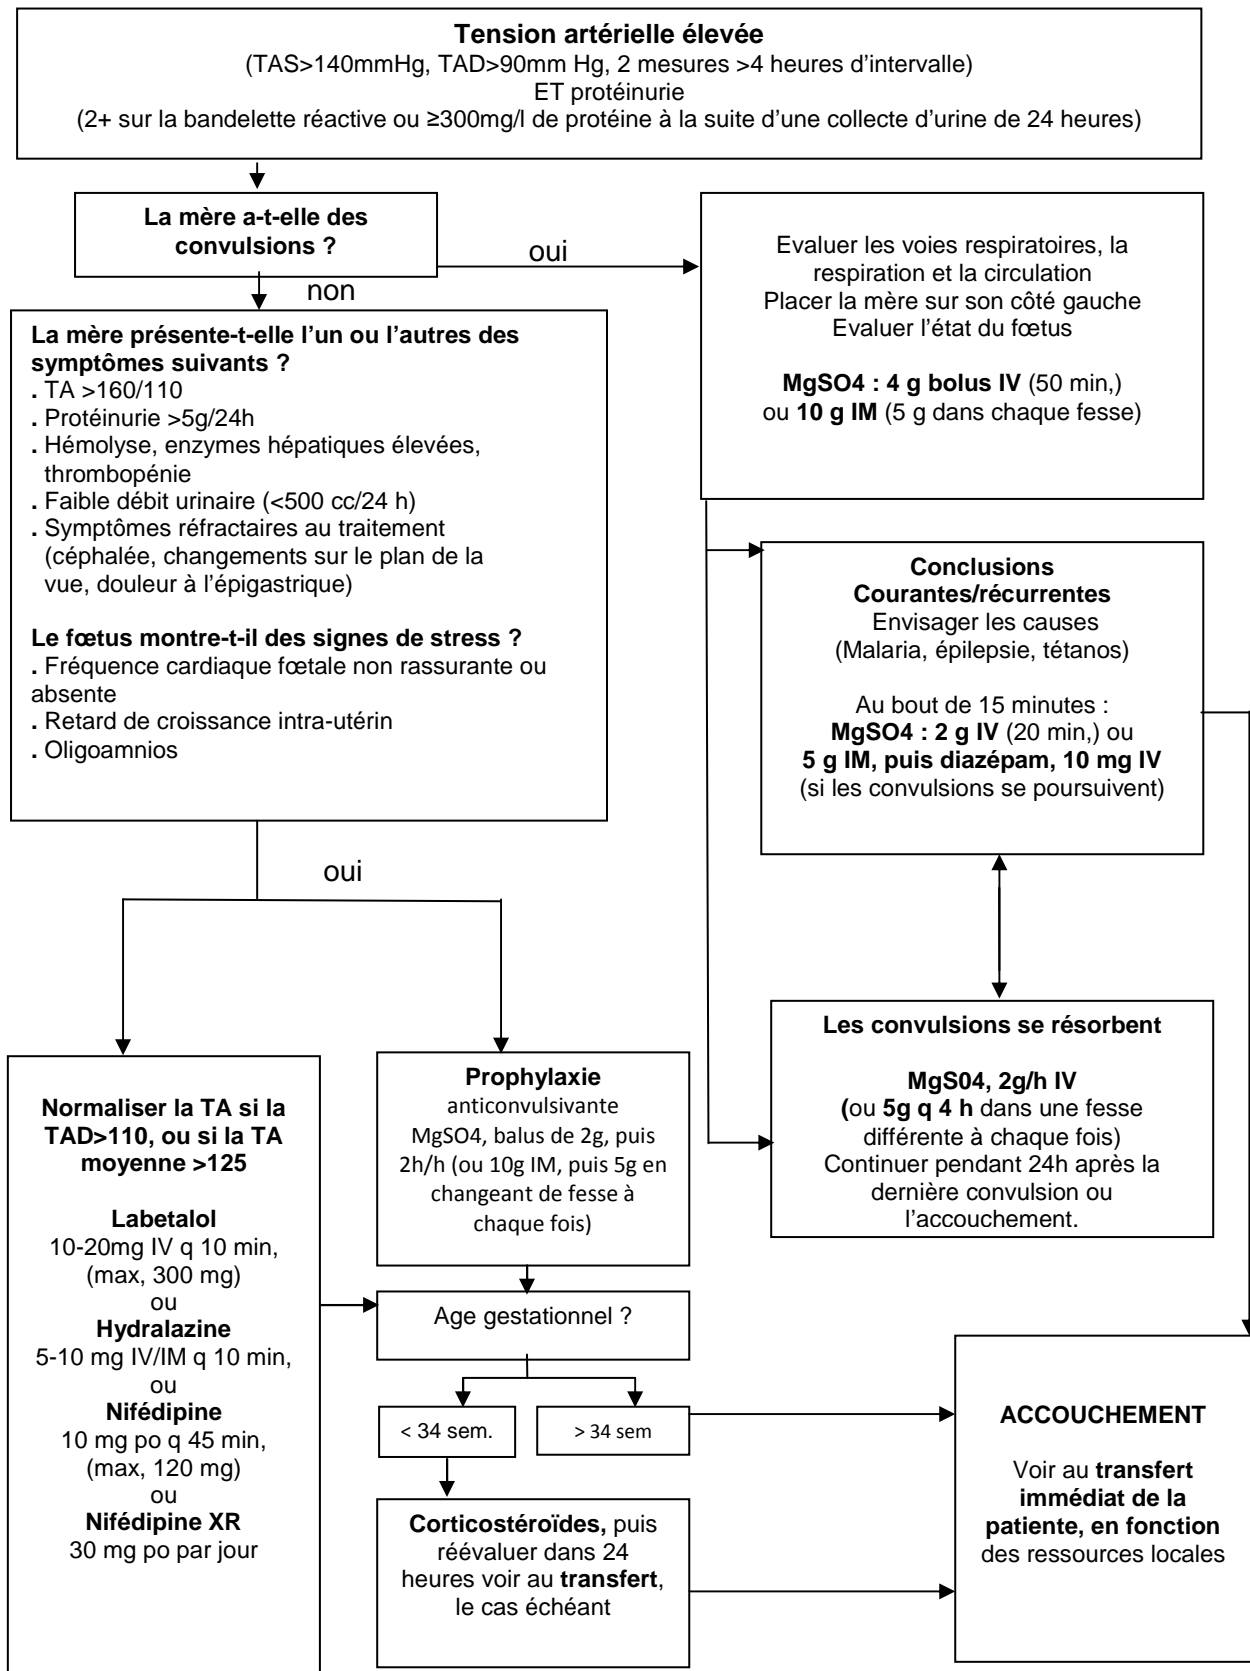 Tension artérielle élevée
(TAS>140mmHg, TAD>90mm Hg, 2 mesures >4 heures d'intervalle)
ET protéinurie
(2+ sur la bandelette réactive ou ≥300mg/l de protéine à la suite d'une collecte d'urine de 24 heures)
La mère a-t-elle des
convulsions ?
oui
non
Evaluer les voies respiratoires, la
respiration et la circulation
Placer la mère sur son côté gauche
Evaluer l'état du fœtus
MgSO4 : 4 g bolus IV (50 min,)
ou 10 g IM (5 g dans chaque fesse)
La mère présente-t-elle l'un ou l'autres des
symptômes suivants ?
. TA >160/110
. Protéinurie >5g/24h
. Hémolyse, enzymes hépatiques élevées,
thrombopénie
. Faible débit urinaire (<500 cc/24 h)
. Symptômes réfractaires au traitement
(céphalée, changements sur le plan de la
vue, douleur à l'épigastrique)
Le fœtus montre-t-il des signes de stress ?
. Fréquence cardiaque fœtale non rassurante ou
absente
. Retard de croissance intra-utérin
. Oligoamnios
Conclusions
Courantes/récurrentes
Envisager les causes
(Malaria, épilepsie, tétanos)
Au bout de 15 minutes :
MgSO4 : 2 g IV (20 min,) ou
5 g IM, puis diazépam, 10 mg IV
(si les convulsions se poursuivent)
oui
Les convulsions se résorbent
MgS04, 2g/h IV
(ou 5g q 4 h dans une fesse
différente à chaque fois)
Continuer pendant 24h après la
dernière convulsion ou
l'accouchement.
Normaliser la TA si la
TAD>110, ou si la TA
moyenne >125
Labetalol
10-20mg IV q 10 min,
(max, 300 mg)
ou
Hydralazine
5-10 mg IV/IM q 10 min,
ou
Nifédipine
10 mg po q 45 min,
(max, 120 mg)
ou
Nifédipine XR
30 mg po par jour
Prophylaxie
anticonvulsivante
MgSO4, balus de 2g, puis
2h/h (ou 10g IM, puis 5g en
changeant de fesse à
chaque fois)
Age gestationnel ?
< 34 sem.
> 34 sem
Corticostéroïdes, puis
réévaluer dans 24
heures voir au transfert,
le cas échéant
ACCOUCHEMENT
Voir au transfert
immédiat de la
patiente, en fonction
des ressources locales